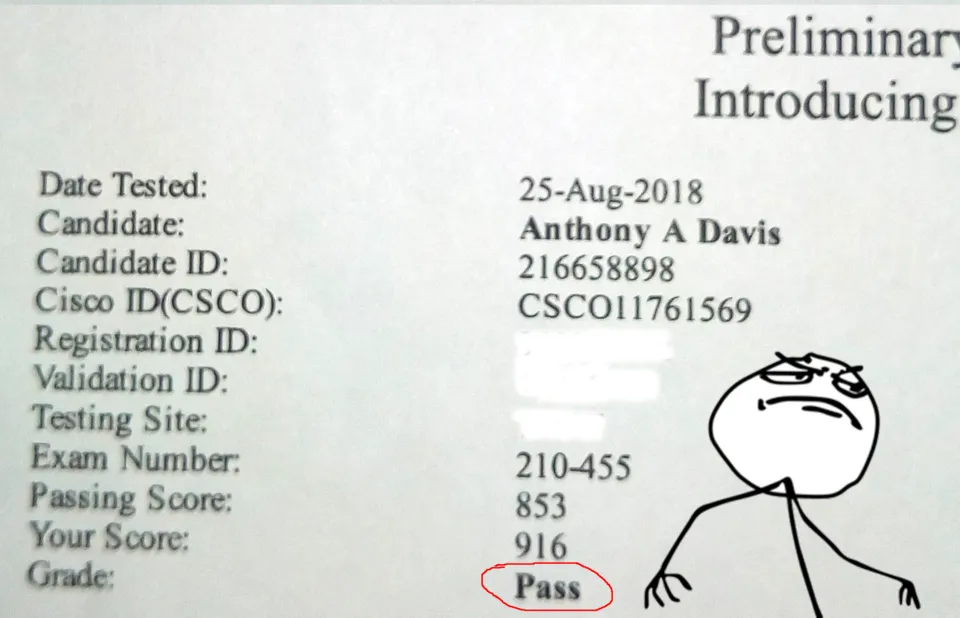 Preliminary
Introducing
Date Tested: 25-Aug-2018
Candidate: Anthony A Davis
Candidate ID: 216658898
Cisco ID(CSCO): CSCO11761569
Registration ID:
Validation ID:
Testing Site:
Exam Number: 210-455
Passing Score: 853
Your Score: 916
Grade: Pass